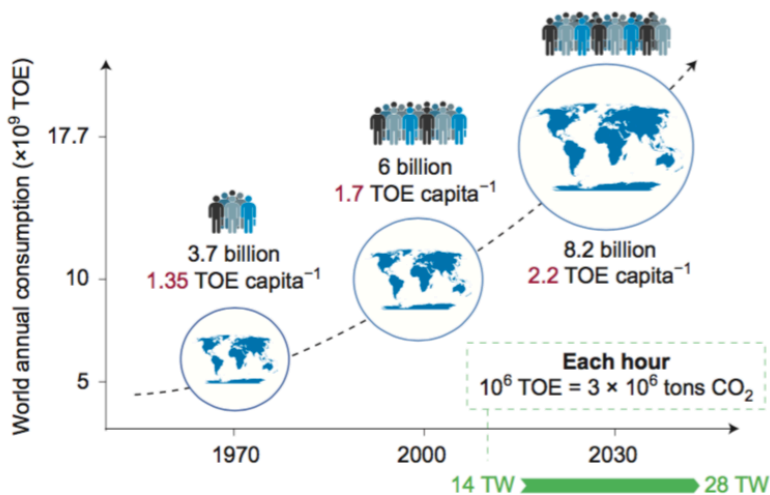 World annual consumption (×10⁹ TOE)
17.7
10
5
3.7 billion
1.35 TOE capita⁻¹
6 billion
1.7 TOE capita⁻¹
8.2 billion
2.2 TOE capita⁻¹
Each hour
10⁶ TOE = 3 × 10⁶ tons CO₂
1970
2000
2030
14 TW
28 TW